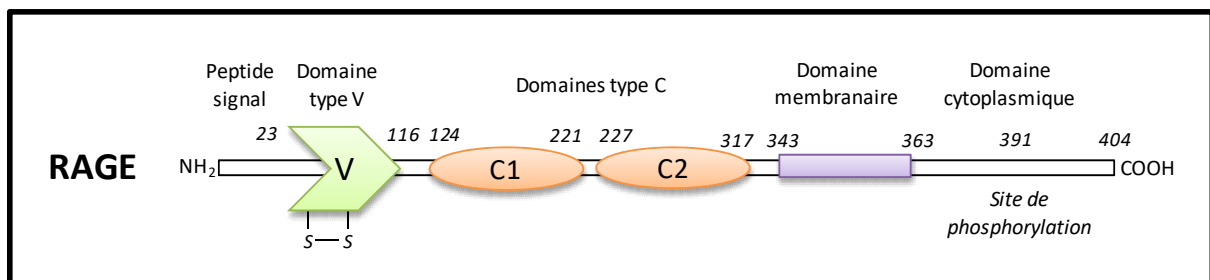 Peptide
signal
Domaine
type V
Domaines type C
Domaine
membranaire
Domaine
cytoplasmique
23
116
124
221
227
317
343
363
391
404
RAGE
NH2
V
C1
C2
COOH
S
S
Site de
phosphorylation